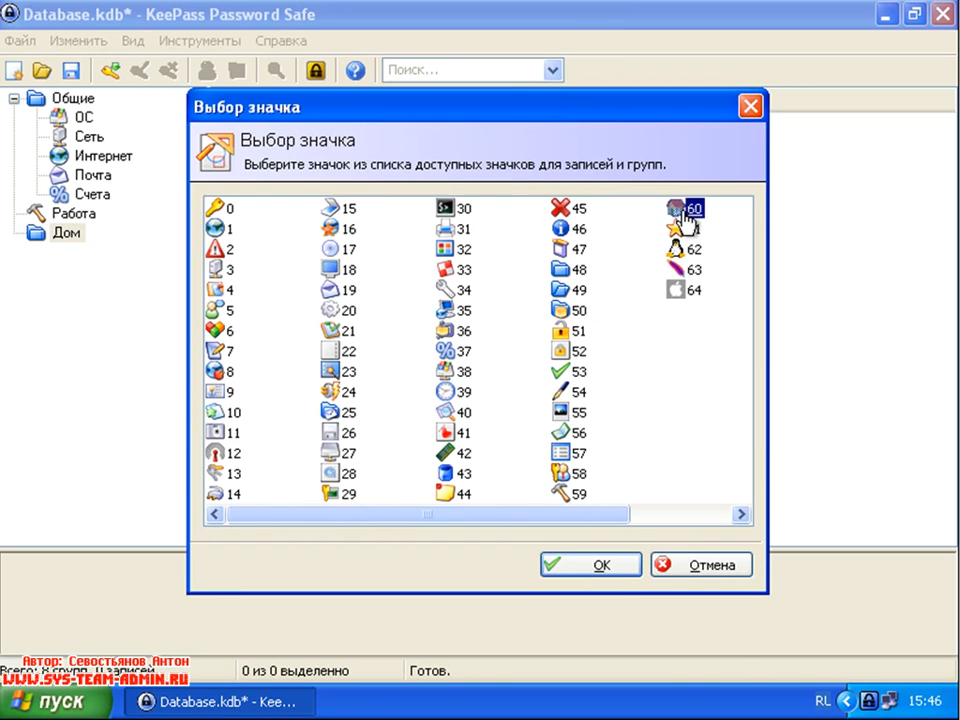 Database.kdb* - KeePass Password Safe
Файл Изменить Вид Инструменты Справка
Поиск...
Общие
ОС
Сеть
Интернет
Почта
Счета
Работа
Дом
Выбор значка
Выбор значка
Выберите значок из списка доступных значков для записей и групп.
0 15 30 45 60
1 16 31 46
2 17 32 47 62
3 18 33 48 63
4 19 34 49 64
5 20 35 50
6 21 36 51
7 22 37 52
8 23 38 53
9 24 39 54
10 25 40 55
11 26 41 56
12 27 42 57
13 28 43 58
14 29 44 59
OK Отмена
Автор: Севостьянов Антон
Всего: 8 групп, 0 записей 0 из 0 выделенно Готов.
WWW.SYS-TEAM-ADMIN.RU
пуск Database.kdb* - Kee... RL 15:46